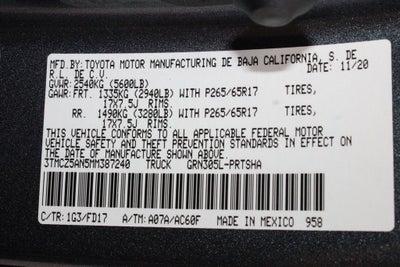 MFD.BY: TOYOTA MOTOR MANUFACTURING DE BAJA CALIFORNIA, S. DE
R.L. DE C.V. DATE: 11/20
GVWR: 2540KG (5600LB)
GAWR: FRT. 1335KG (2940LB) WITH P265/65R17 TIRES,
17X7.5J RIMS.
RR. 1490KG (3280LB) WITH P265/65R17 TIRES,
17X7.5J RIMS.
THIS VEHICLE CONFORMS TO ALL APPLICABLE FEDERAL MOTOR
VEHICLE SAFETY AND THEFT PREVENTION STANDARDS IN EFFECT ON
THE DATE OF MANUFACTURE SHOWN ABOVE.
3TMCZ5AN5MM387240 TRUCK GRN305L-PRTSHA
C/TR: 1G3/FD17 A/TM: A07A/AC60F MADE IN MEXICO 958